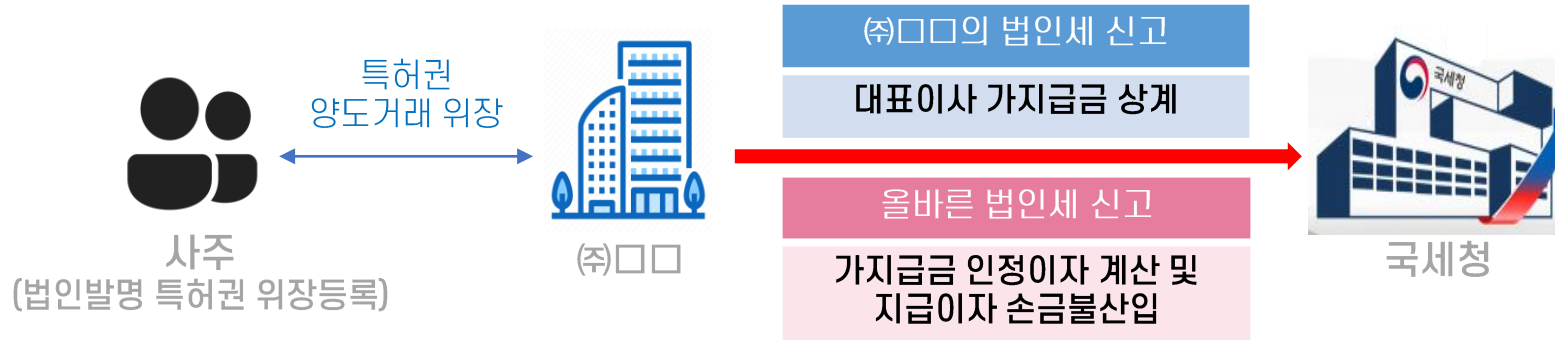 특허권
양도거래 위장
사주
(법인발명 특허권 위장등록)
㈜□□
㈜□□의 법인세 신고
대표이사 가지급금 상계
올바른 법인세 신고
가지급금 인정이자 계산 및
지급이자 손금불산입
국세청
국세청